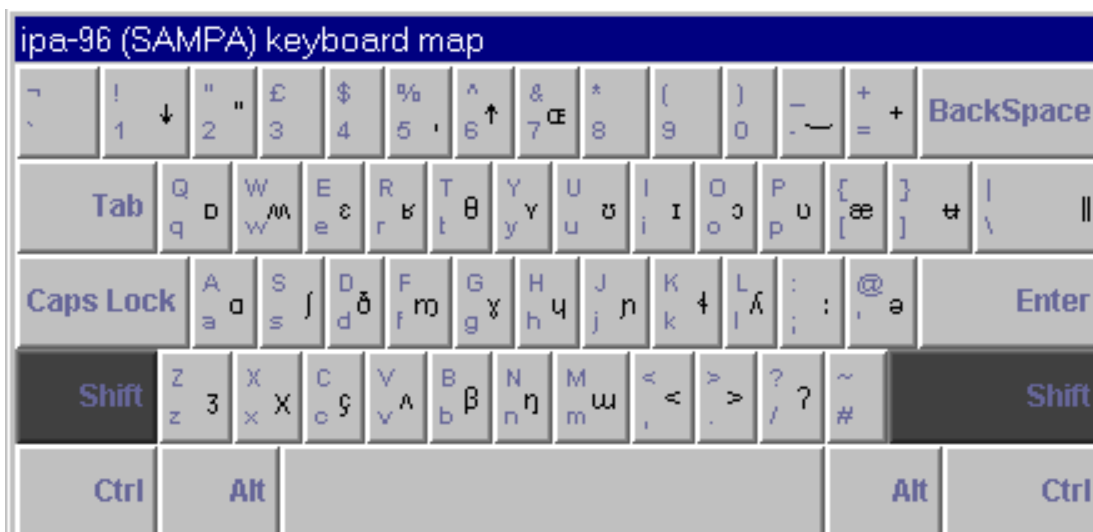 ipa-96 (SAMPA) keyboard map
¬ ` ! 1 ↓ " 2 " £ 3 $ 4 % 5 ˌ ^ 6 ↑ & 7 ɶ * 8 ( 9 ) 0 _ - ‿ + = + BackSpace
Tab Q q ɒ W w ʍ E e ɛ R r ʁ T t θ Y y ʏ U u ʊ I i ɪ O o ɔ P p ʋ { [ æ } ] ʉ | \ ‖
Caps Lock A a ɑ S s ʃ D d ð F f ɱ G g ɣ H h ɥ J j ɲ K k ɬ L l ʎ : ; ː @ ' ə Enter
Shift Z z ʒ X x χ C c ç V v ʌ B b β N n ŋ M m ɯ < , < > . > ? / ʔ ~ # Shift
Ctrl Alt Alt Ctrl